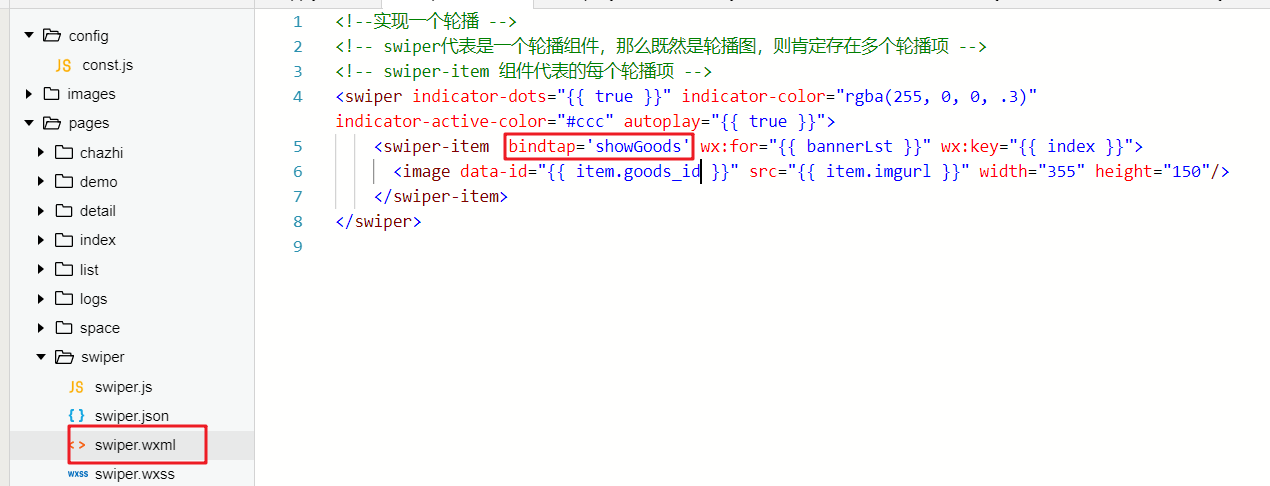 config
const.js
images
pages
chazhi
demo
detail
index
list
logs
space
swiper
JS swiper.js
{ } swiper.json
< > swiper.wxml
wxss swiper.wxss
1 <!--实现一个轮播 -->
2 <!-- swiper代表是一个轮播组件，那么既然是轮播图，则肯定存在多个轮播项 -->
3 <!-- swiper-item 组件代表的每个轮播项 -->
4 <swiper indicator-dots="{{ true }}" indicator-color="rgba(255, 0, 0, .3)"
indicator-active-color="#ccc" autoplay="{{ true }}">
5 <swiper-item bindtap='showGoods' wx:for="{{ bannerLst }}" wx:key="{{ index }}">
6 <image data-id="{{ item.goods_id }}" src="{{ item.imgurl }}" width="355" height="150"/>
7 </swiper-item>
8 </swiper>
9